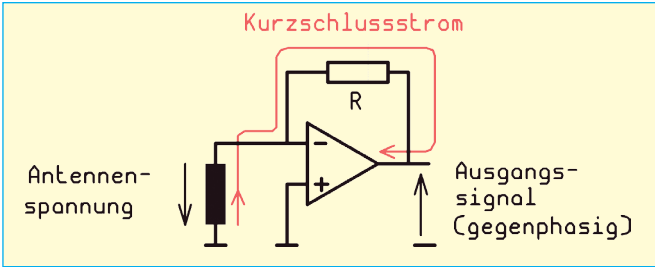 Kurzschlussstrom
R
Antennen-
spannung
Ausgangs-
signal
(gegenphasig)
−
+